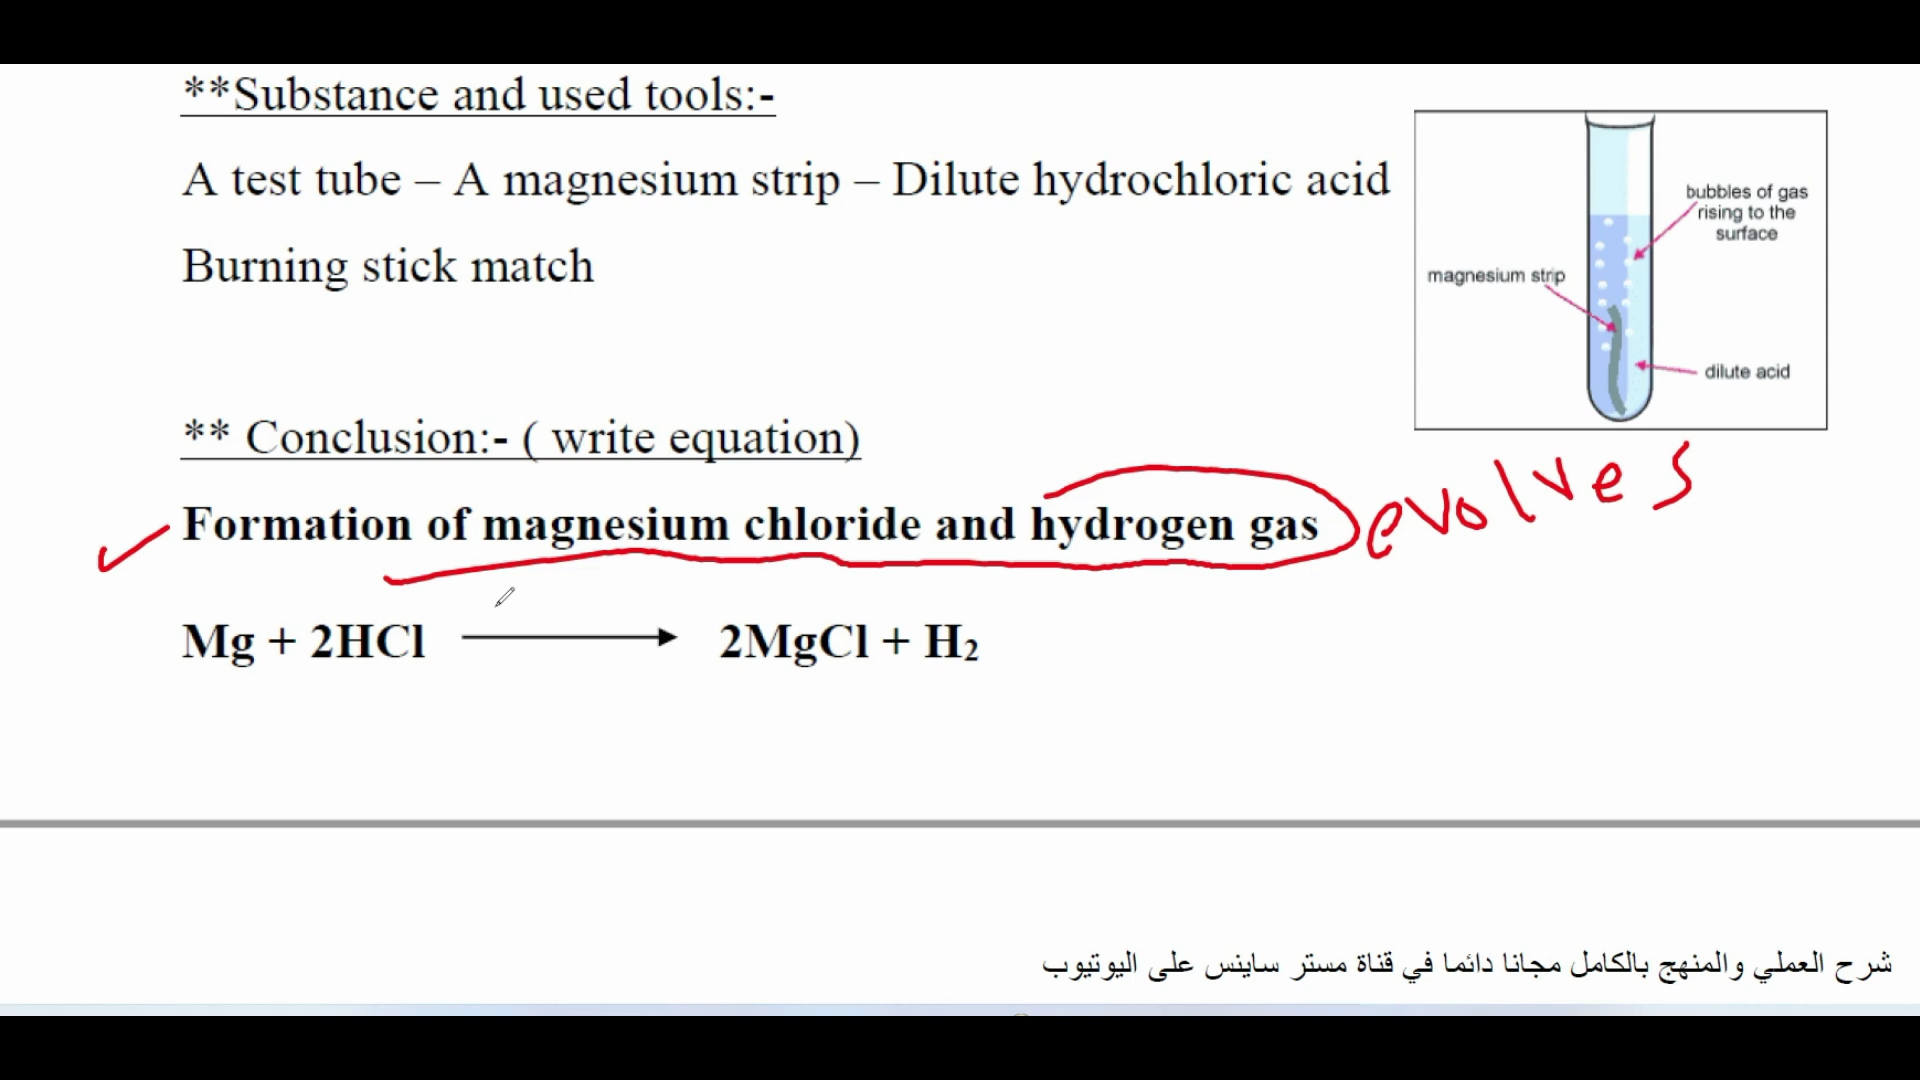 **Substance and used tools:-
A test tube – A magnesium strip – Dilute hydrochloric acid
Burning stick match
bubbles of gas
rising to the
surface
magnesium strip
dilute acid
** Conclusion:- ( write equation)
Formation of magnesium chloride and hydrogen gas evolves
Mg + 2HCl ⟶ 2MgCl + H₂
شرح العملي والمنهج بالكامل مجانا دائما في قناة مستر ساينس على اليوتيوب